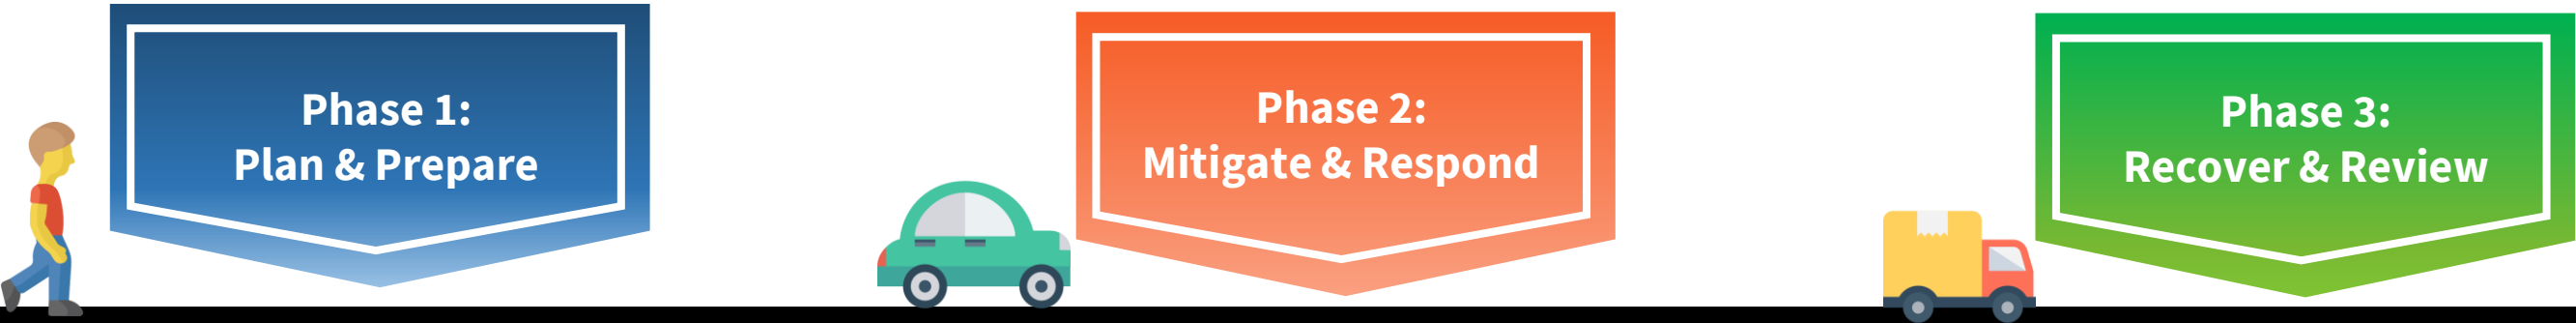 Phase 1:
Plan & Prepare
Phase 2:
Mitigate & Respond
Phase 3:
Recover & Review